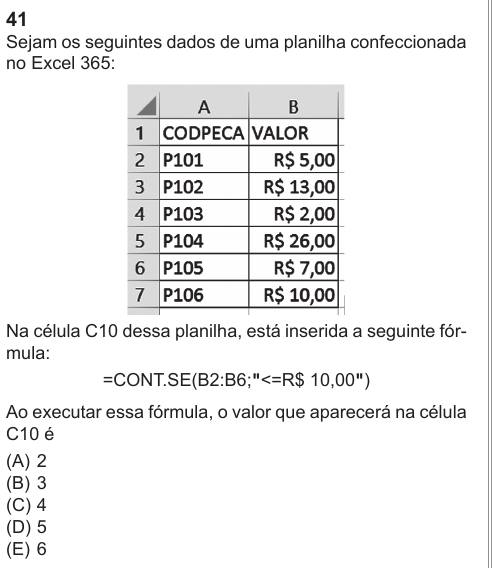 41
Sejam os seguintes dados de uma planilha confeccionada
no Excel 365:
A B
1 CODPECA VALOR
2 P101 R$ 5,00
3 P102 R$ 13,00
4 P103 R$ 2,00
5 P104 R$ 26,00
6 P105 R$ 7,00
7 P106 R$ 10,00
Na célula C10 dessa planilha, está inserida a seguinte fór-
mula:
=CONT.SE(B2:B6;"<=R$ 10,00")
Ao executar essa fórmula, o valor que aparecerá na célula
C10 é
(A) 2
(B) 3
(C) 4
(D) 5
(E) 6